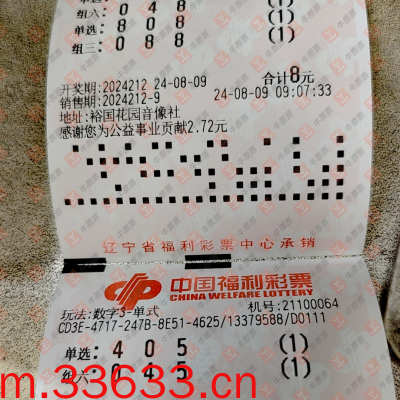 单选: (1)
组六: 0 4 8 (1)
单选: 8 0 8 (1)
组三: 0 8 8 (1)
开奖期: 2024212 24-08-09 合计8元
销售期: 2024212-9 24-08-09 09:07:33
地址: 裕国花园音像社
感谢您为公益事业贡献2.72元
辽宁省福利彩票中心承销
中国福利彩票
CHINA WELFARE LOTTERY
玩法: 数字3-单式 机号: 21100064
CD3E-4717-247B-8E51-4625/13379588/D0111
单选: 4 0 5 (1)
组六: 0 4 5 (1)
m.33633.cn